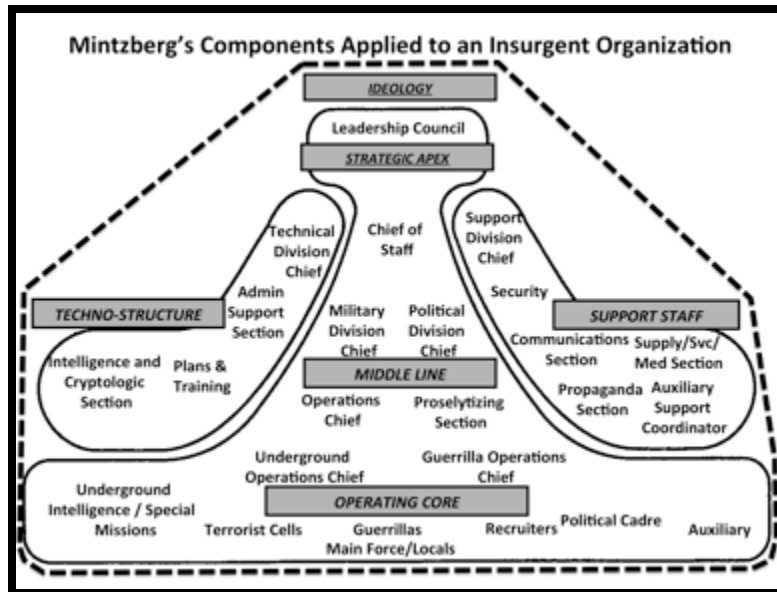 Mintzberg's Components Applied to an Insurgent Organization
IDEOLOGY
Leadership Council
STRATEGIC APEX
Technical
Division
Chief
Chief of
Staff
Support
Division
Chief
Admin
Support
Section
Security
TECHNO-STRUCTURE
Military
Division
Chief
Political
Division
Chief
SUPPORT STAFF
Communications
Section
Supply/Svc/
Med Section
Intelligence and
Cryptologic
Section
Plans &
Training
MIDDLE LINE
Propaganda
Section
Auxiliary
Support
Coordinator
Operations
Chief
Proselytizing
Section
Underground
Operations Chief
Guerrilla Operations
Chief
OPERATING CORE
Underground
Intelligence / Special
Missions
Terrorist Cells
Guerrillas
Main Force/Locals
Recruiters
Political Cadre
Auxiliary